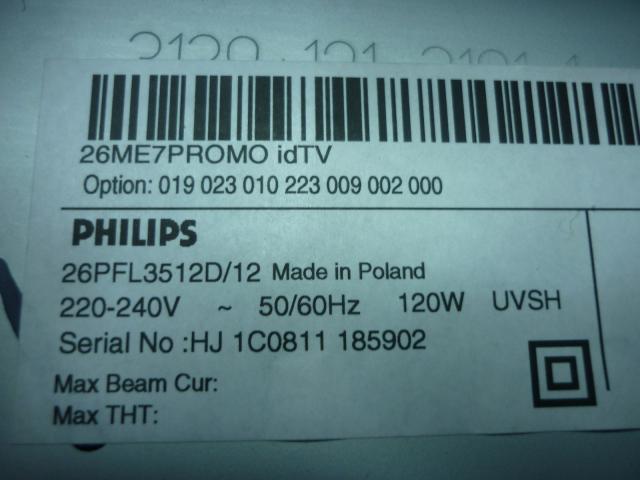 26ME7PROMO idTV
Option: 019 023 010 223 009 002 000
PHILIPS
26PFL3512D/12 Made in Poland
220-240V ~ 50/60Hz 120W UVSH
Serial No :HJ 1C0811 185902
Max Beam Cur:
Max THT: